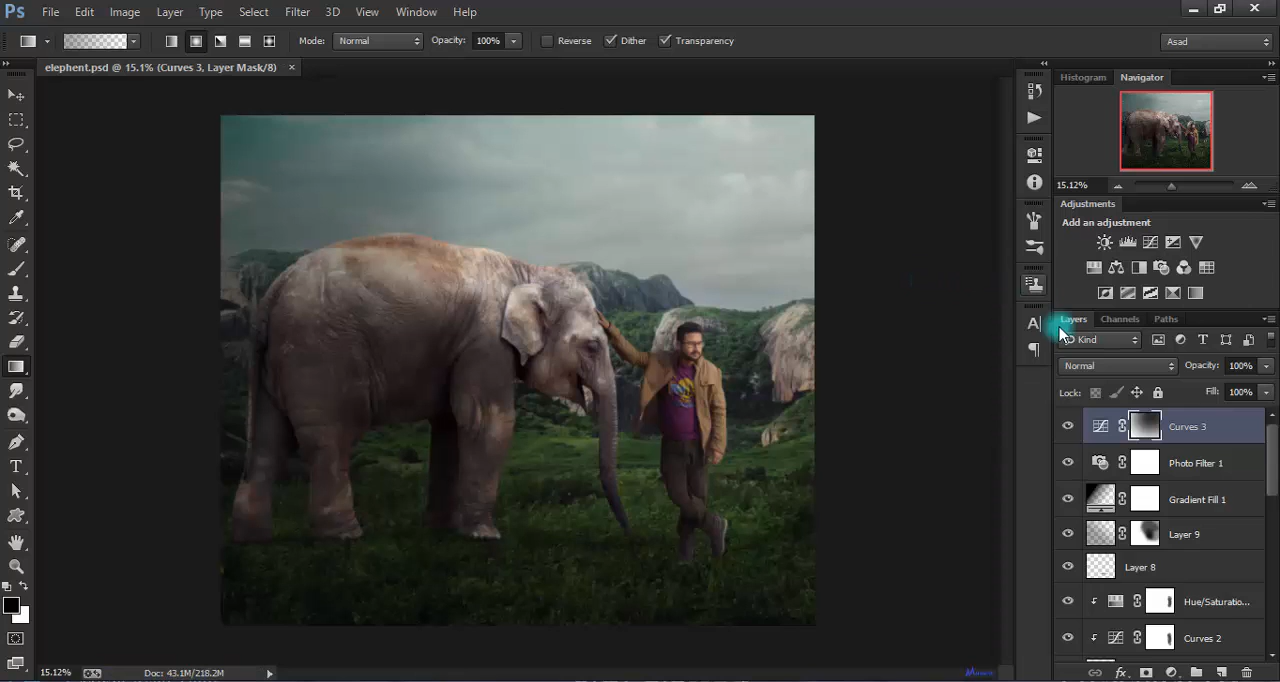 Ps File Edit Image Layer Type Select Filter 3D View Window Help
Mode: Normal Opacity: 100% Reverse Dither Transparency Asad
elephent.psd @ 15.1% (Curves 3, Layer Mask/8) ×
Histogram Navigator
15.12%
Adjustments
Add an adjustment
Layers Channels Paths
Kind
Normal Opacity: 100%
Lock: Fill: 100%
Curves 3
Photo Filter 1
Gradient Fill 1
Layer 9
Layer 8
Hue/Saturatio...
Curves 2
15.12% Doc: 43.1M/218.2M